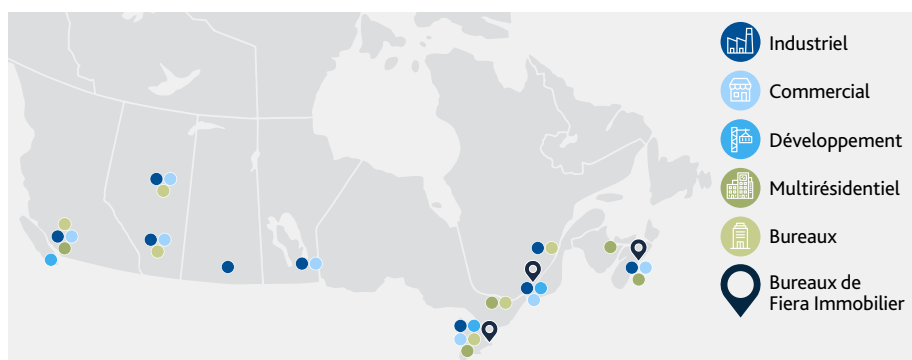 Industriel
Commercial
Développement
Multirésidentiel
Bureaux
Bureaux de
Fiera Immobilier